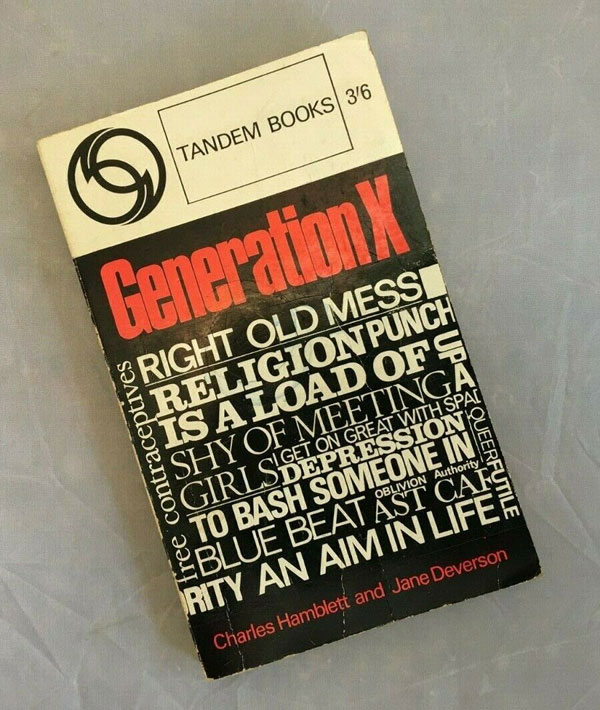 TANDEM BOOKS
3'6
Generation X
RIGHT OLD MESS
RELIGION PUNCH
IS A LOAD OF
UP A
SHY OF MEETING
GIRLS
I GET ON GREAT WITH
DEPRESSION
QUEER
FUTILE
free contraceptives
TO BASH SOMEONE IN
OBLIVION
Authority
BLUE BEAT
AST CAF
RITY AN AIM IN LIFE
Charles Hamblett and Jane Deverson